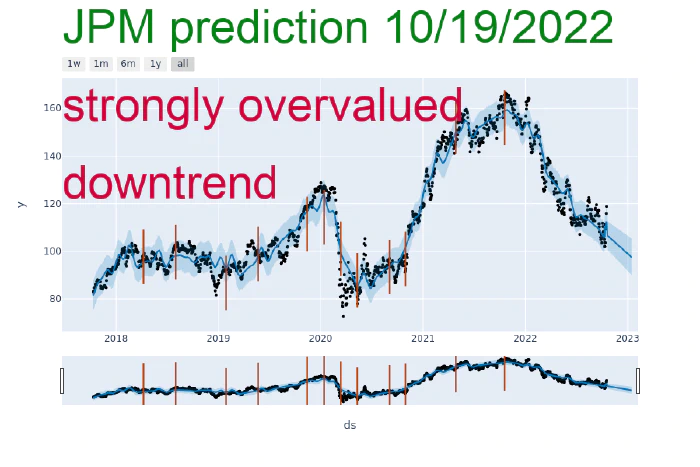 JPM prediction 10/19/2022
1w 1m 6m 1y all
strongly overvalued
downtrend
160
140
120
100
80
y
2018 2019 2020 2021 2022 2023
ds